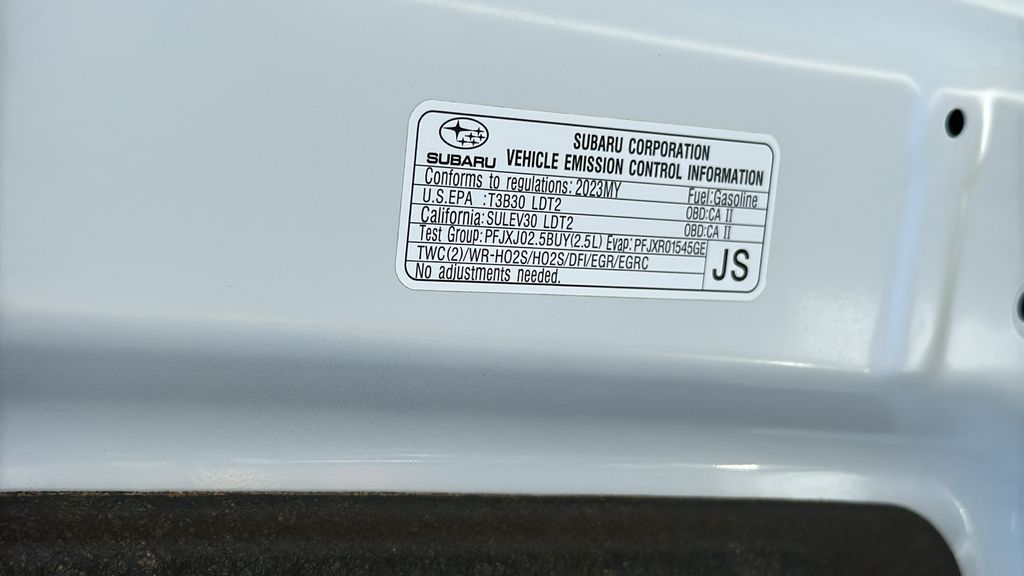 SUBARU CORPORATION
SUBARU VEHICLE EMISSION CONTROL INFORMATION
Conforms to regulations: 2023MY Fuel:Gasoline
U.S.EPA :T3B30 LDT2 OBD:CA II
California:SULEV30 LDT2 OBD:CA II
Test Group:PFJXJ02.5BUY(2.5L) Evap:PFJXR01545GE
TWC(2)/WR-HO2S/HO2S/DFI/EGR/EGRC
No adjustments needed.
JS